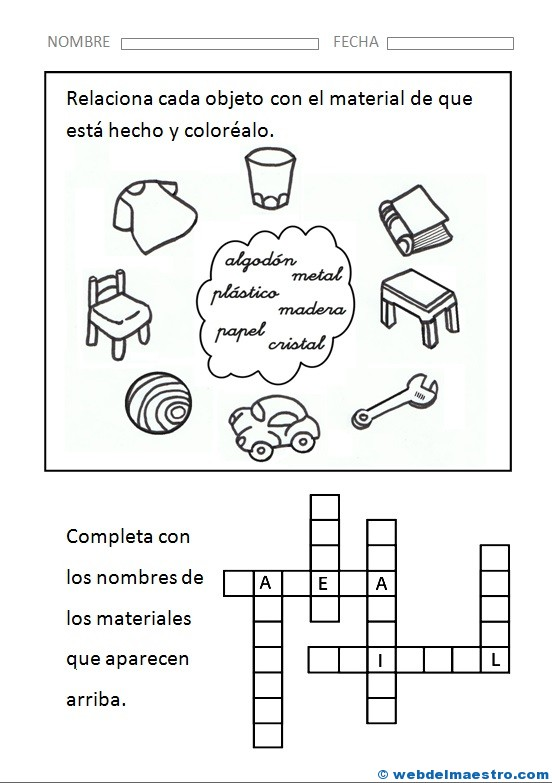 NOMBRE FECHA
Relaciona cada objeto con el material de que
está hecho y coloréalo.
algodón
metal
plástico
madera
papel
cristal
Completa con
los nombres de
los materiales
que aparecen
arriba.
A E A
I L
© webdelmaestro.com